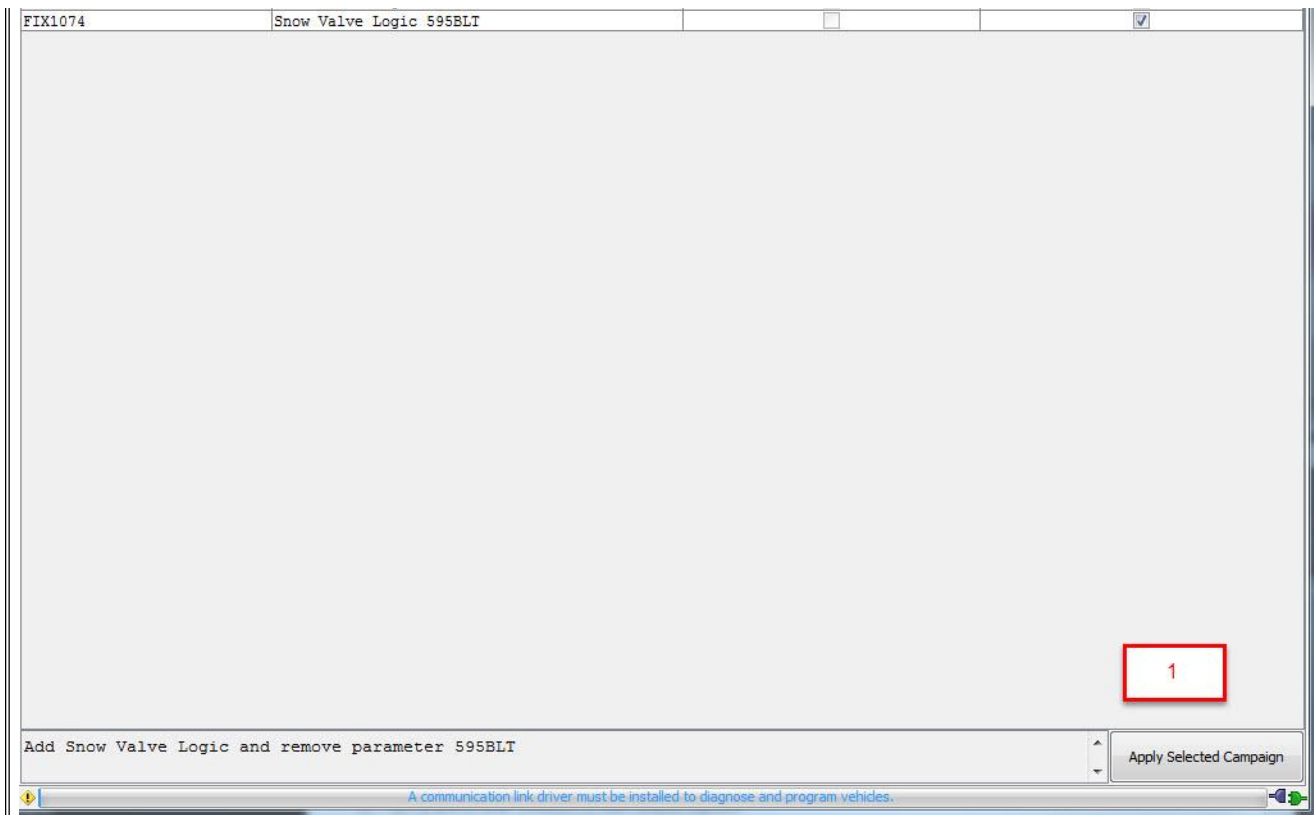 FIX1074 Snow Valve Logic 595BLT
1
Add Snow Valve Logic and remove parameter 595BLT
Apply Selected Campaign
A communication link driver must be installed to diagnose and program vehicles.